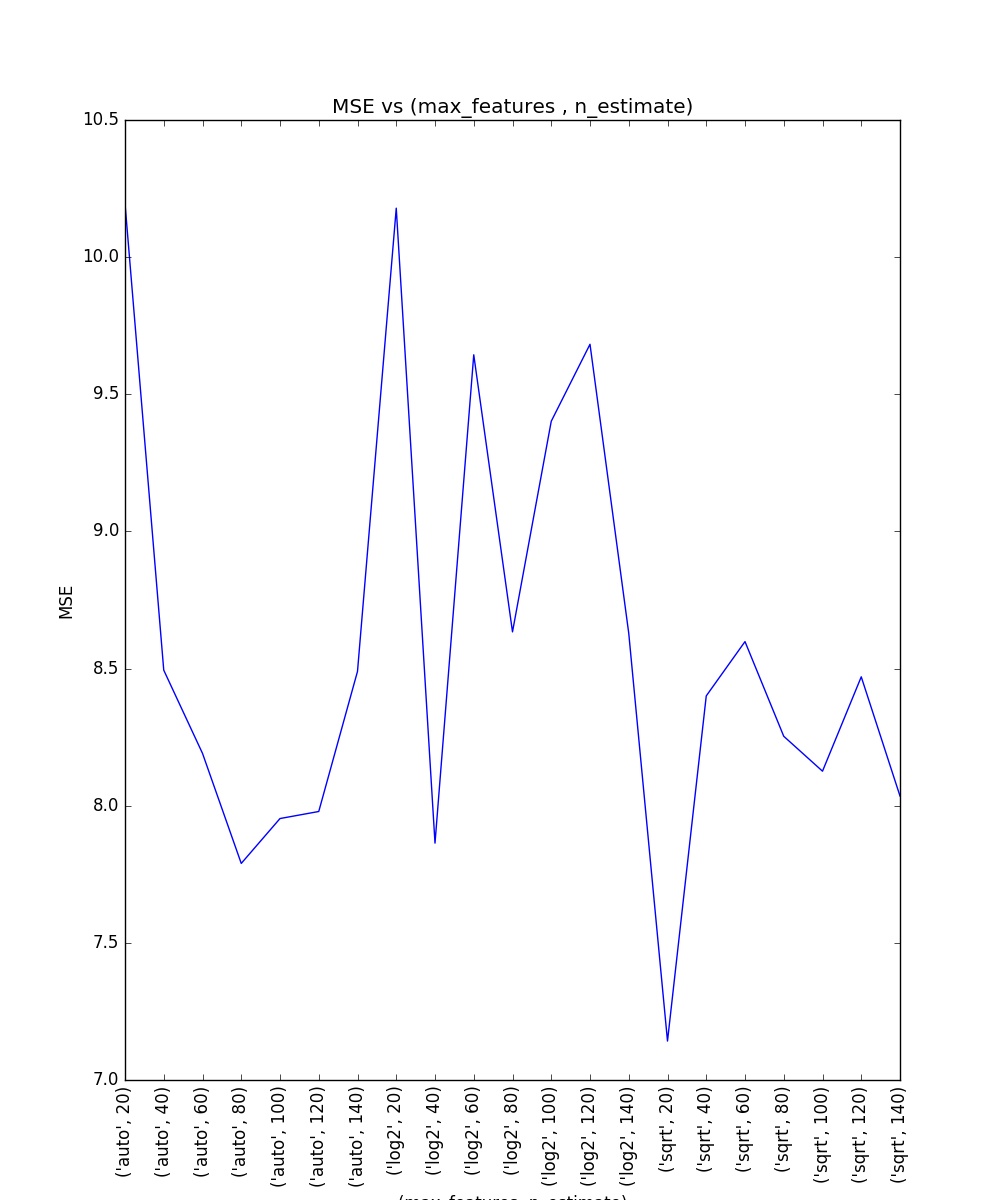 MSE vs (max_features , n_estimate)
10.5
10.0
9.5
9.0
8.5
8.0
7.5
7.0
MSE
('auto', 20)
('auto', 40)
('auto', 60)
('auto', 80)
('auto', 100)
('auto', 120)
('auto', 140)
('log2', 20)
('log2', 40)
('log2', 60)
('log2', 80)
('log2', 100)
('log2', 120)
('log2', 140)
('sqrt', 20)
('sqrt', 40)
('sqrt', 60)
('sqrt', 80)
('sqrt', 100)
('sqrt', 120)
('sqrt', 140)
(max_features, n_estimate)